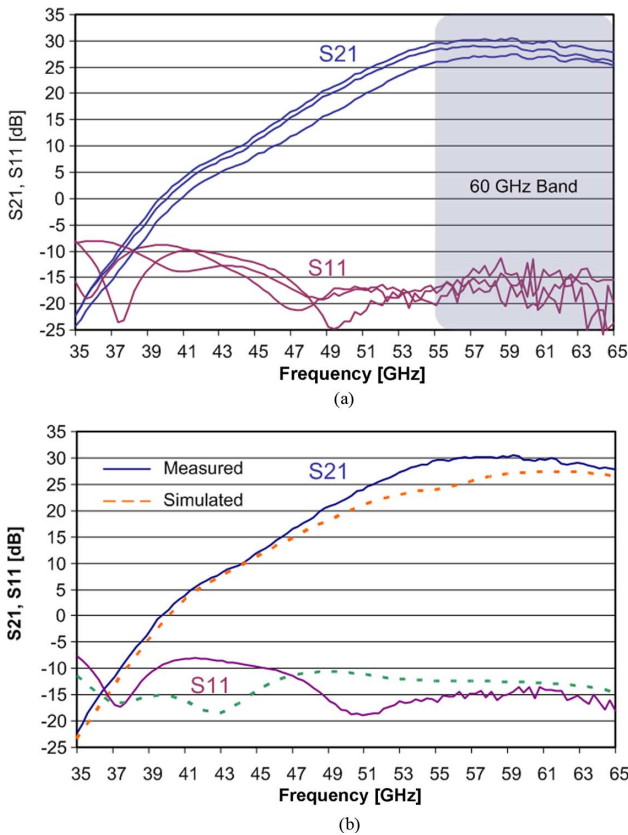 35
30
S21
25
20
15
10
5
60 GHz Band
0
-5
-10
S11
-15
-20
-25
35 37 39 41 43 45 47 49 51 53 55 57 59 61 63 65
S21, S11 [dB]
Frequency [GHz]
(a)
35
30
Measured
S21
25
Simulated
20
15
10
5
0
-5
-10
S11
-15
-20
-25
35 37 39 41 43 45 47 49 51 53 55 57 59 61 63 65
S21, S11 [dB]
Frequency [GHz]
(b)